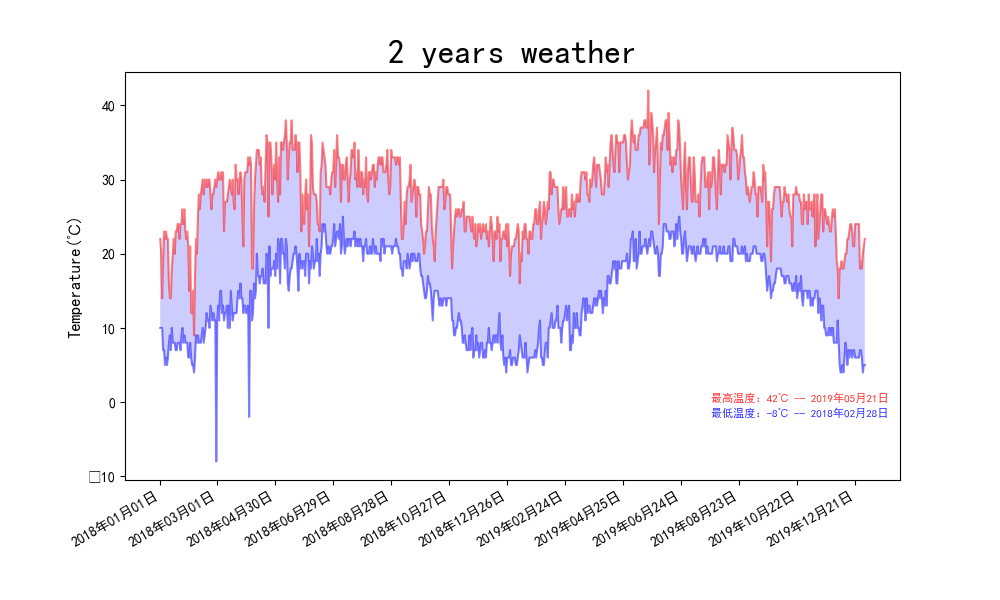 2 years weather
Temperature(℃)
40
30
20
10
0
□10
最高温度：42℃ -- 2019年05月21日
最低温度：-8℃ -- 2018年02月28日
2018年01月01日
2018年03月01日
2018年04月30日
2018年06月29日
2018年08月28日
2018年10月27日
2018年12月26日
2019年02月24日
2019年04月25日
2019年06月24日
2019年08月23日
2019年10月22日
2019年12月21日